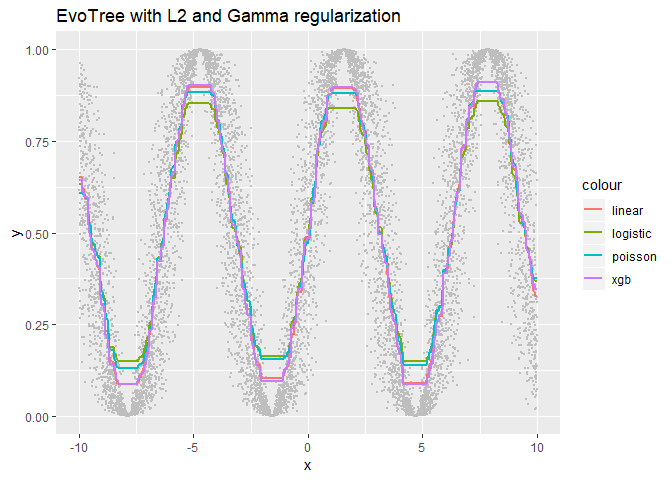 EvoTree with L2 and Gamma regularization
1.00
0.75
0.50
0.25
0.00
y
-10
-5
0
5
10
x
colour
linear
logistic
poisson
xgb